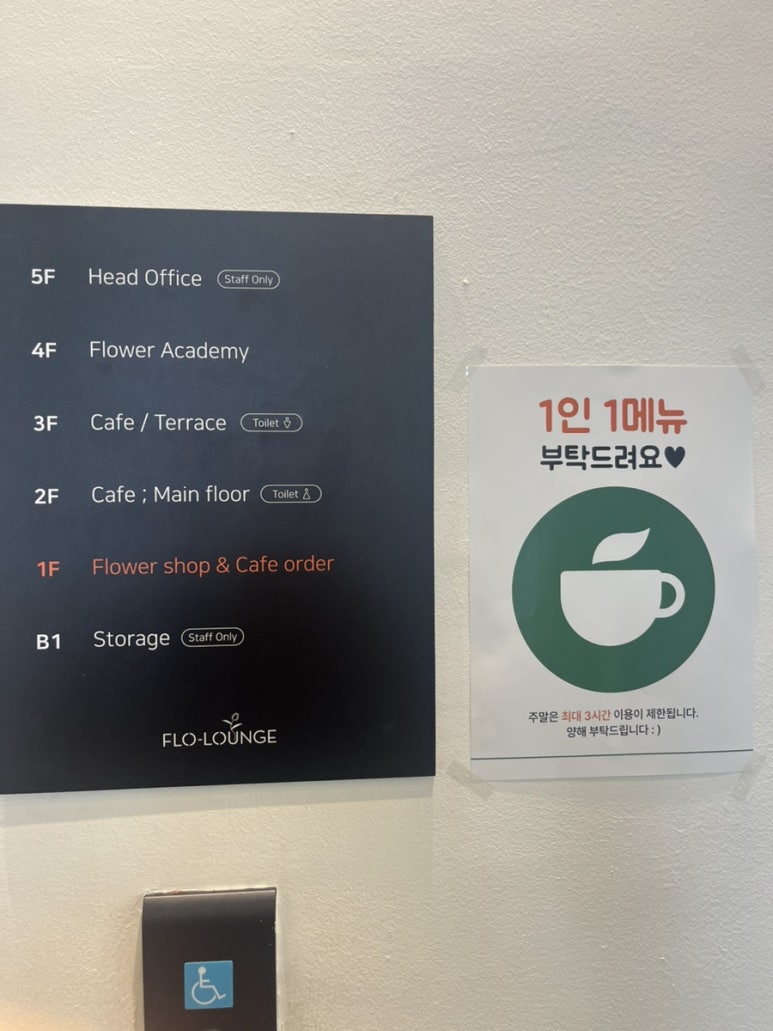 5F Head Office Staff Only
4F Flower Academy
3F Cafe / Terrace Toilet
2F Cafe ; Main floor Toilet
1F Flower shop & Cafe order
B1 Storage Staff Only
FLO-LOUNGE
1인 1메뉴
부탁드려요♥
주말은 최대 3시간 이용이 제한됩니다.
양해 부탁드립니다 : )